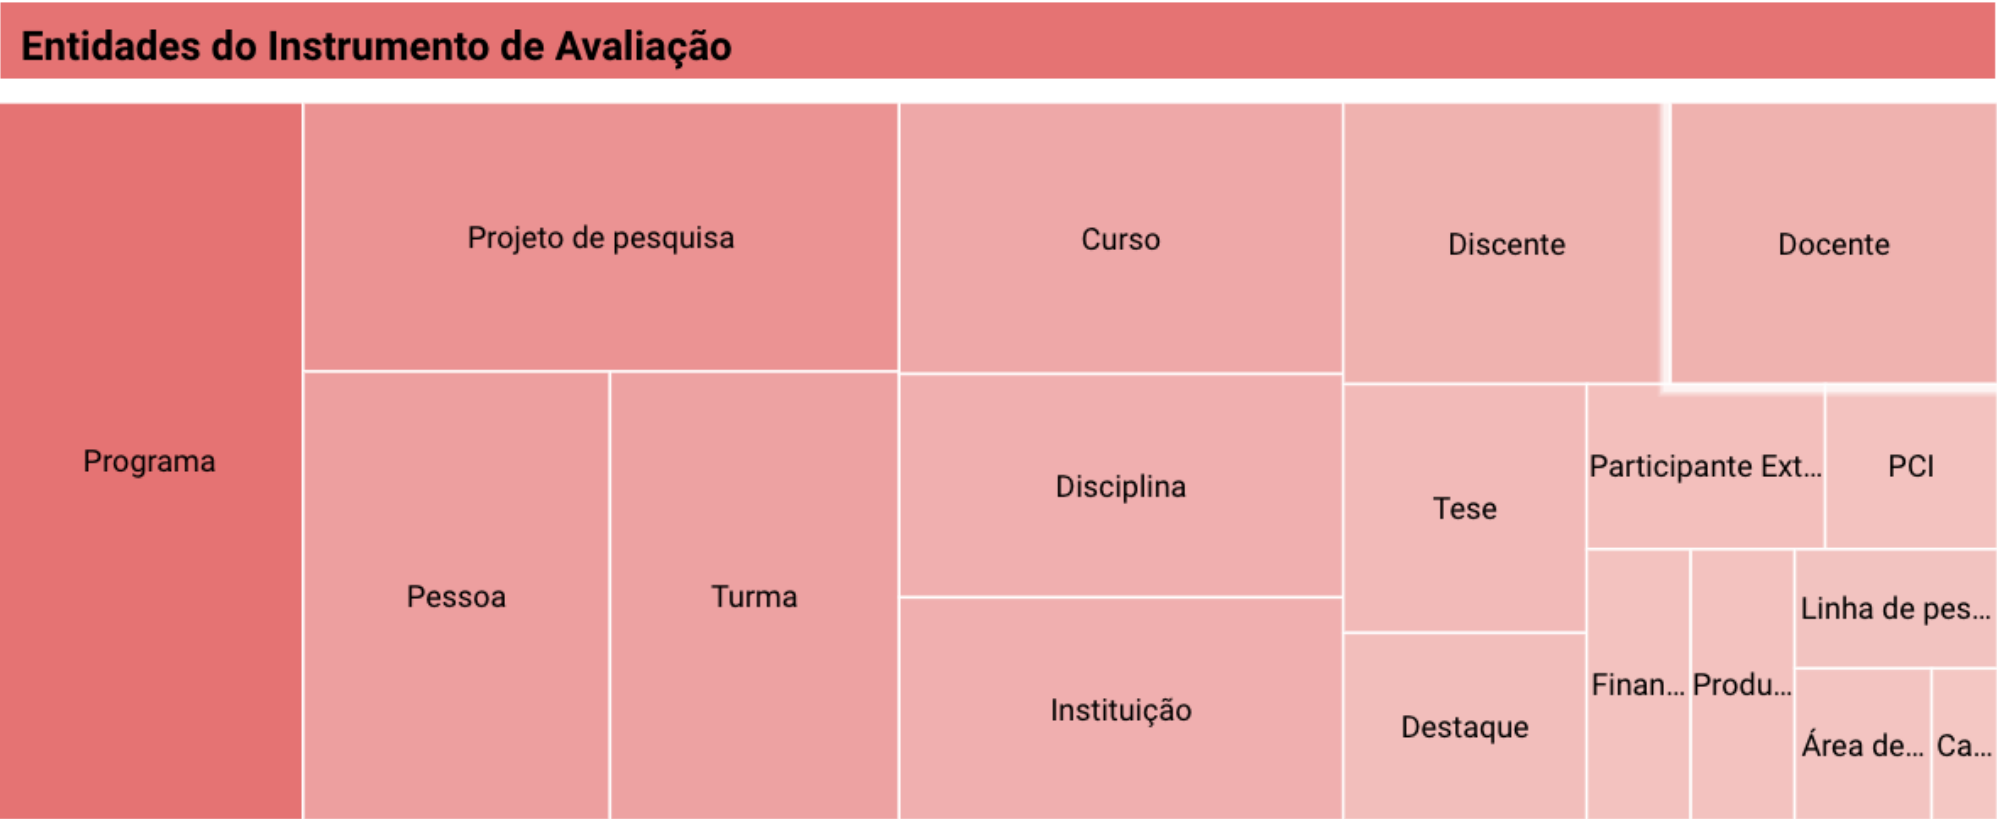 Entidades do Instrumento de Avaliação
Programa
Projeto de pesquisa
Pessoa
Turma
Curso
Disciplina
Instituição
Discente
Docente
Tese
Destaque
Participante Ext...
PCI
Finan...
Produ...
Linha de pes...
Área de...
Ca...